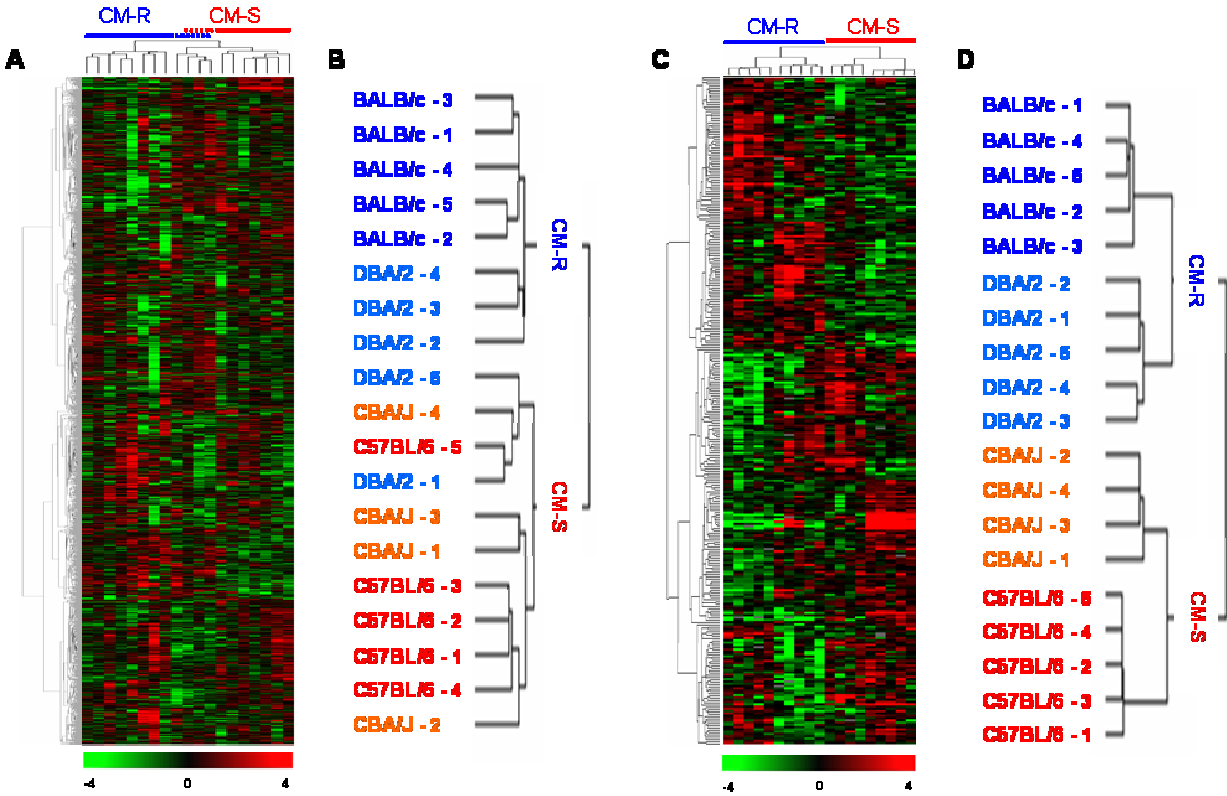 CM-R CM-S
A
-4 0 4
B
BALB/c - 3
BALB/c - 1
BALB/c - 4
BALB/c - 5
BALB/c - 2
DBA/2 - 4
DBA/2 - 3
DBA/2 - 2
DBA/2 - 5
CBA/J - 4
C57BL/6 - 5
DBA/2 - 1
CBA/J - 3
CBA/J - 1
C57BL/6 - 3
C57BL/6 - 2
C57BL/6 - 1
C57BL/6 - 4
CBA/J - 2
CM-R
CM-S
CM-R CM-S
C
-4 0 4
D
BALB/c - 1
BALB/c - 4
BALB/c - 5
BALB/c - 2
BALB/c - 3
DBA/2 - 2
DBA/2 - 1
DBA/2 - 5
DBA/2 - 4
DBA/2 - 3
CBA/J - 2
CBA/J - 4
CBA/J - 3
CBA/J - 1
C57BL/6 - 5
C57BL/6 - 4
C57BL/6 - 2
C57BL/6 - 3
C57BL/6 - 1
CM-R
CM-S